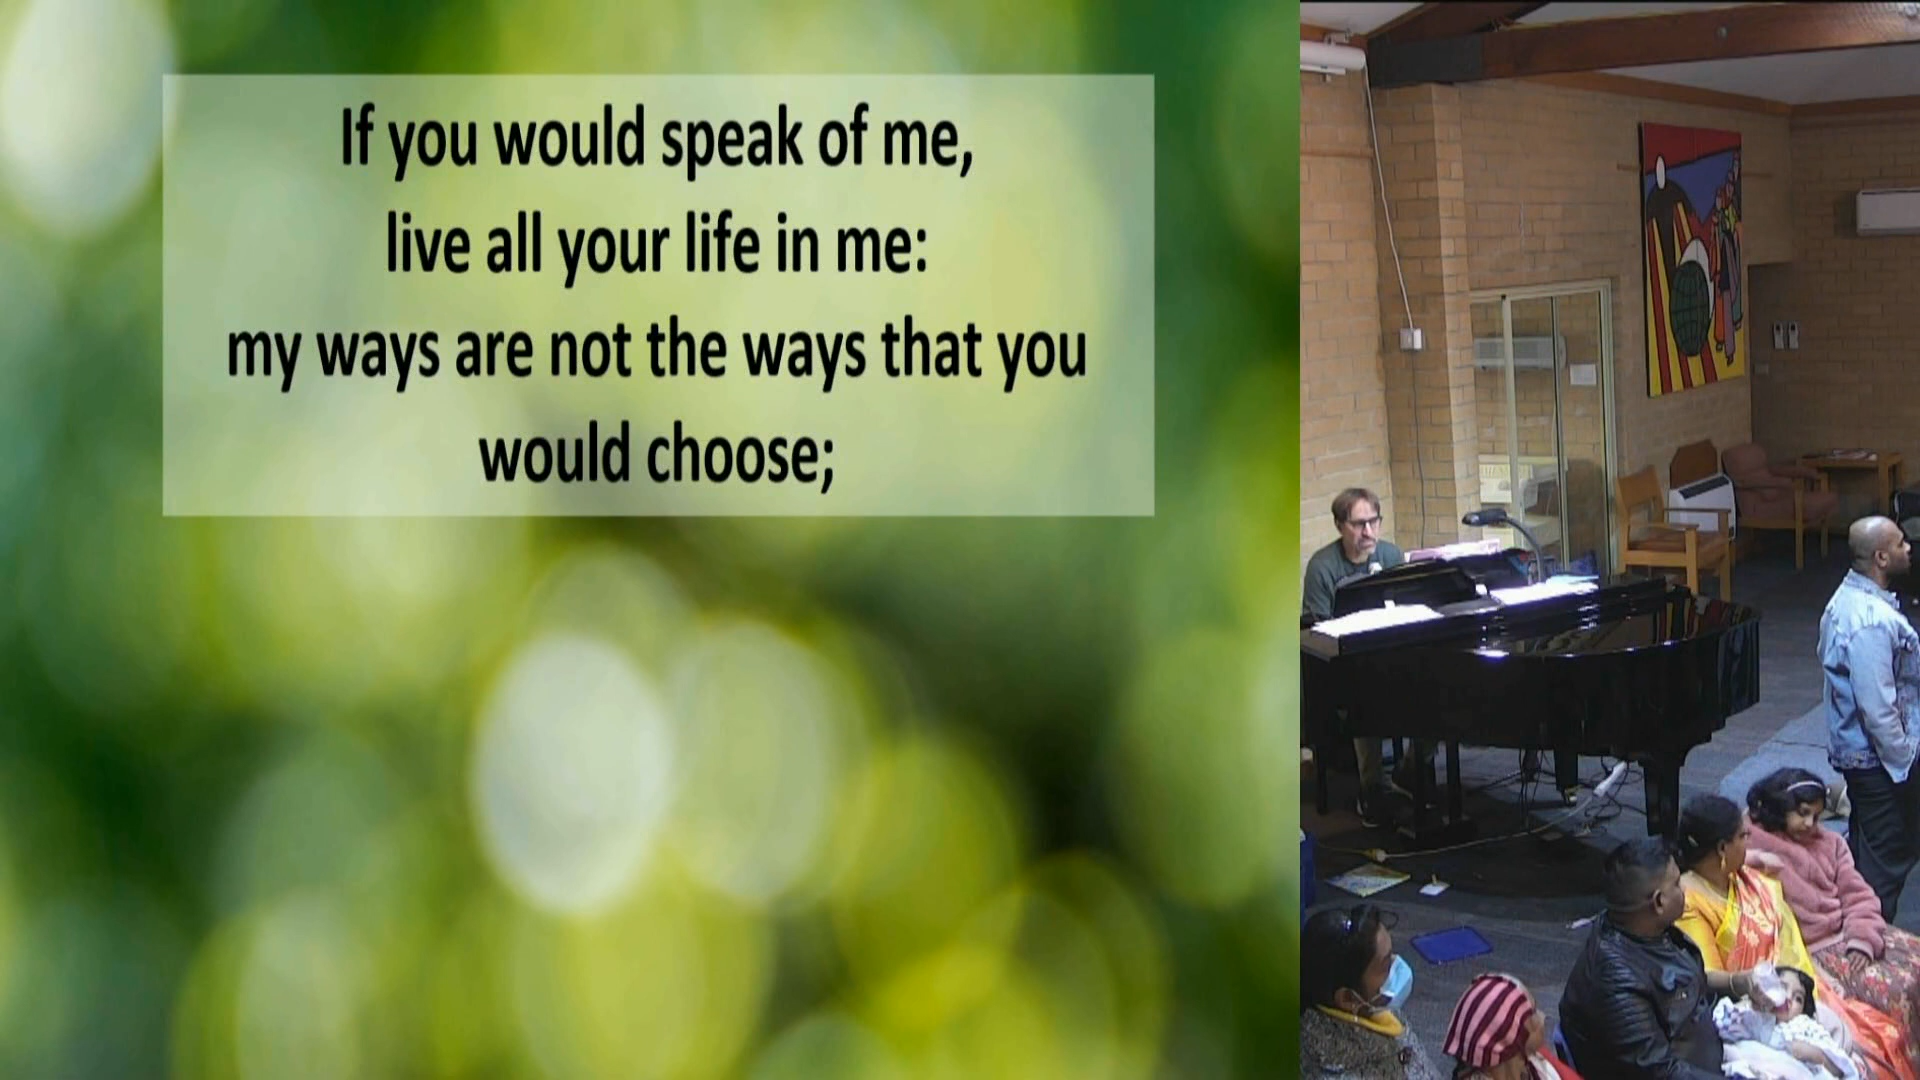 If you would speak of me,
live all your life in me:
my ways are not the ways that you
would choose;